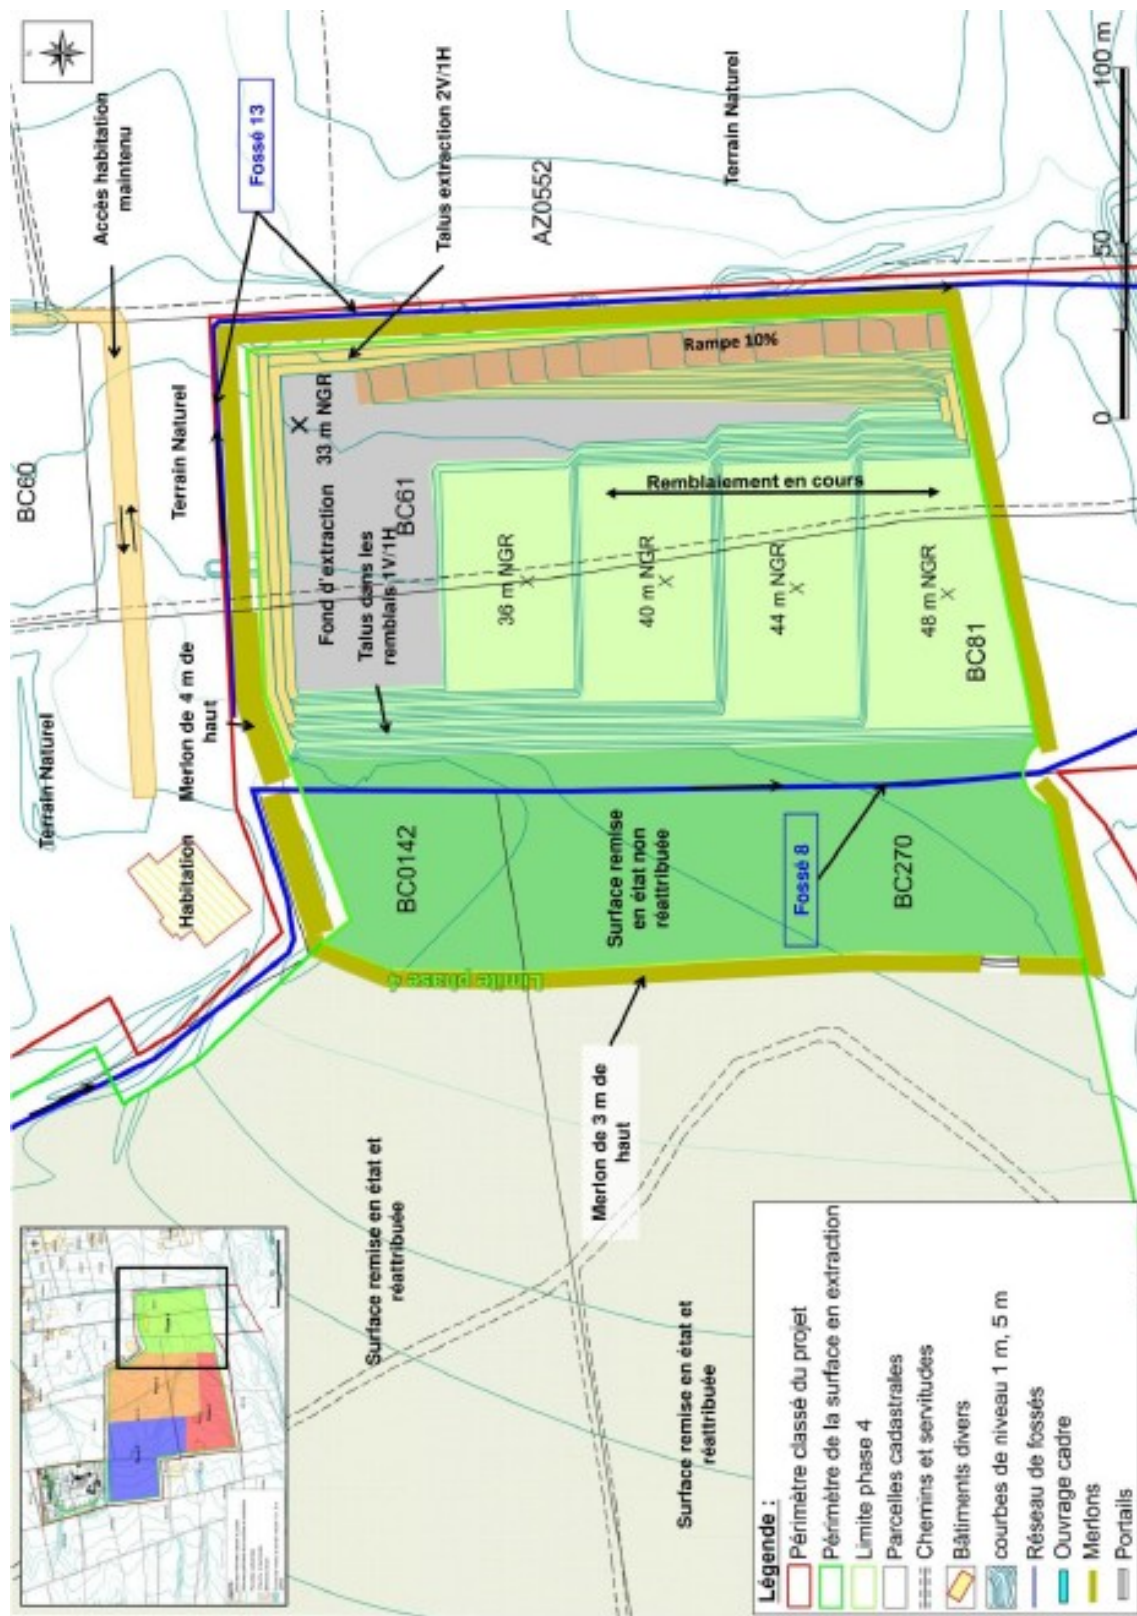 Accès habitation
maintenu
Fossé 13
Talus extraction 2V/1H
Terrain Naturel
AZ0552
100 m
50
0
BC60
Terrain Naturel
Rampe 10%
Fond d'extraction 33 m NGR
BC61
Talus dans les
remblais 1V/1H
Remblaiement en cours
36 m NGR
40 m NGR
44 m NGR
48 m NGR
BC81
Terrain Naturel
Merlon de 4 m de
haut
Habitation
BC0142
Surface remise
en état non
réattribuée
Fossé 8
BC270
Limite phase 4
Merlon de 3 m de
haut
Surface remise en état et
réattribuée
Surface remise en état et
réattribuée
Légende :
Périmètre classé du projet
Périmètre de la surface en extraction
Limite phase 4
Parcelles cadastrales
Chemins et servitudes
Bâtiments divers
courbes de niveau 1 m, 5 m
Réseau de fossés
Ouvrage cadre
Merlons
Portails